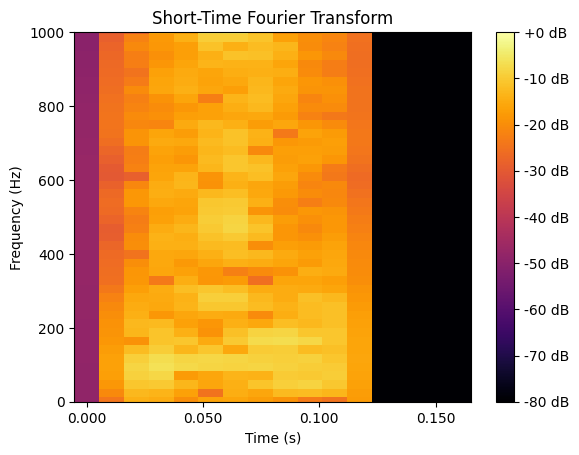 Short-Time Fourier Transform
Frequency (Hz)
1000
800
600
400
200
0
0.000 0.050 0.100 0.150
Time (s)
+0 dB
-10 dB
-20 dB
-30 dB
-40 dB
-50 dB
-60 dB
-70 dB
-80 dB